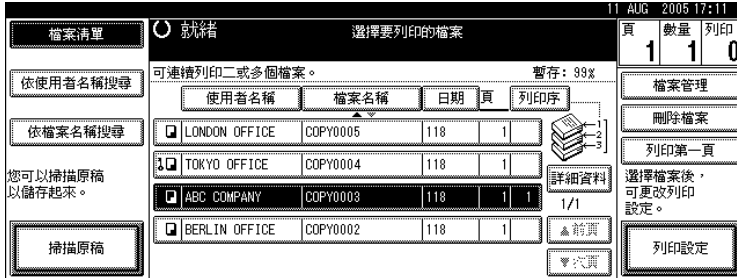 11 AUG 2005 17:11
檔案清單
就緒
選擇要列印的檔案
頁 數量 列印
1 1 0
可連續列印二或多個檔案。
暫存: 99%
依使用者名稱搜尋
使用者名稱 檔案名稱 日期 頁 列印序
檔案管理
刪除檔案
依檔案名稱搜尋
LONDON OFFICE COPY0005 118 1
1
2
3
列印第一頁
您可以掃描原稿
以儲存起來。
1 TOKYO OFFICE COPY0004 118 1
詳細資料
選擇檔案後，
可更改列印
設定。
ABC COMPANY COPY0003 118 1 1
1/1
掃描原稿
BERLIN OFFICE COPY0002 118 1
▲前頁
▼次頁
列印設定